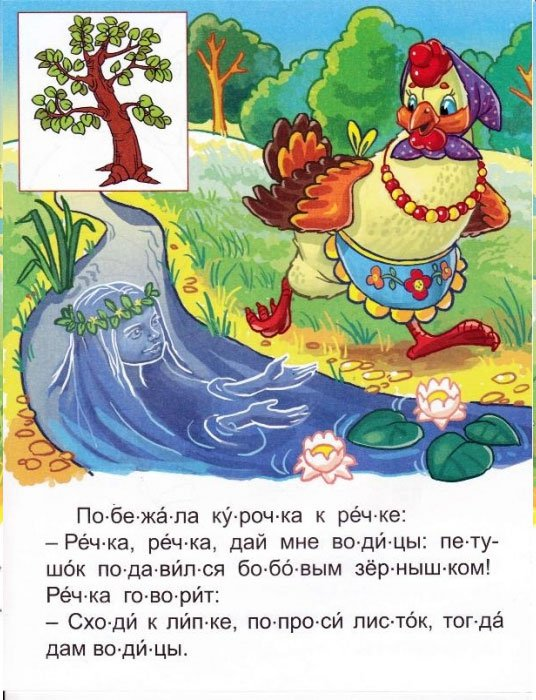 По·бе·жа́·ла ку́·роч·ка к ре́ч·ке:
– Ре́ч·ка, ре́ч·ка, дай мне во·ди́·цы: пе·ту-
шо́к по·да·ви́л·ся бо·бо́·вым зёр·ныш·ком!
Ре́ч·ка го·во·ри́т:
– Схо·ди́ к ли́п·ке, по·про·си́ лис·то́к, тог·да́
дам во·ди́·цы.